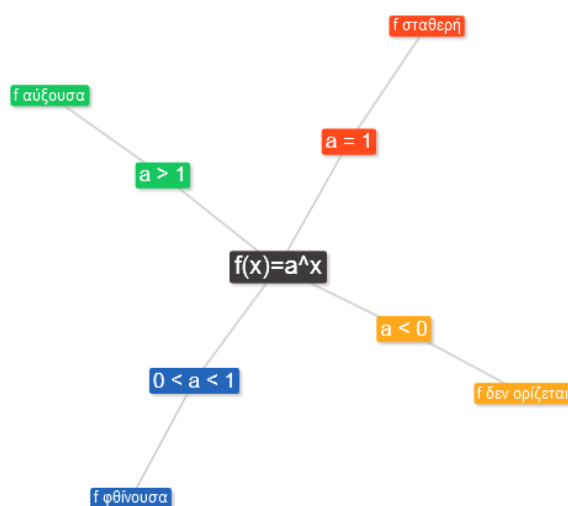 f σταθερή
f αύξουσα
a = 1
a > 1
f(x)=a^x
a < 0
0 < a < 1
f δεν ορίζεται
f φθίνουσα